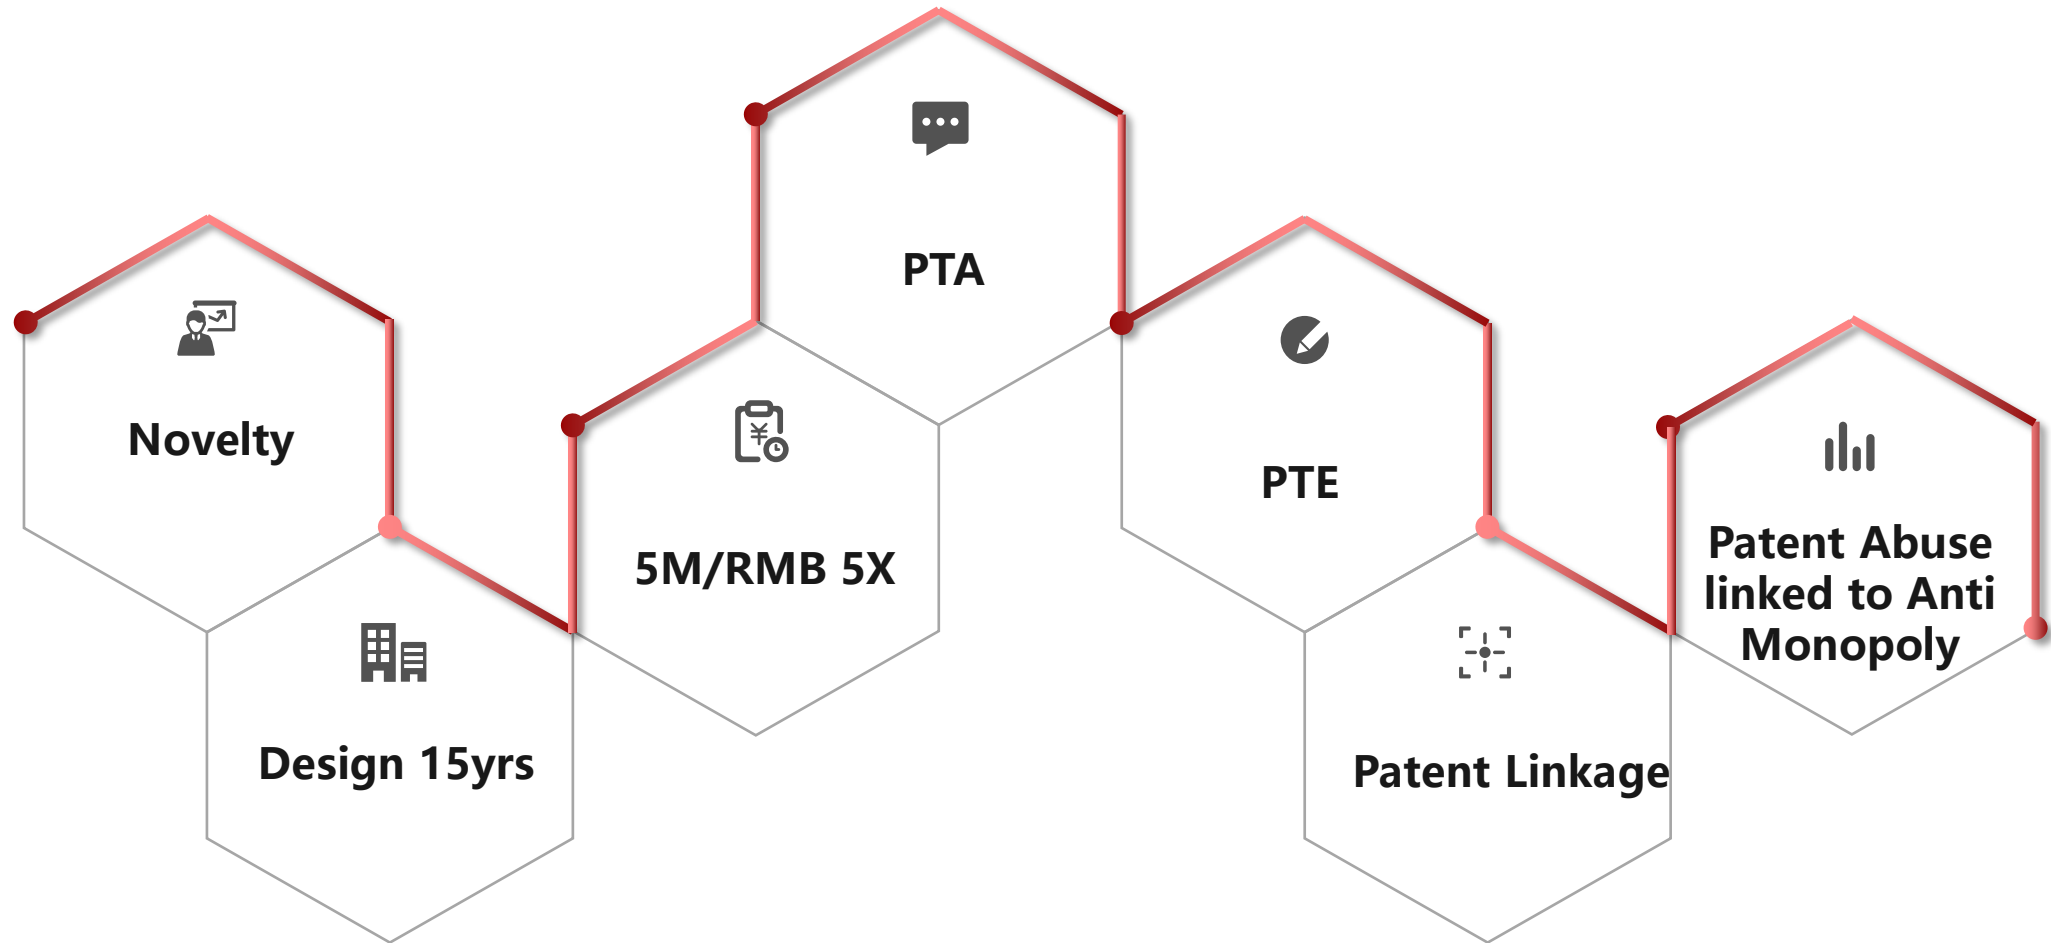 Novelty
Design 15yrs
5M/RMB 5X
PTA
PTE
Patent Linkage
Patent Abuse
linked to Anti
Monopoly